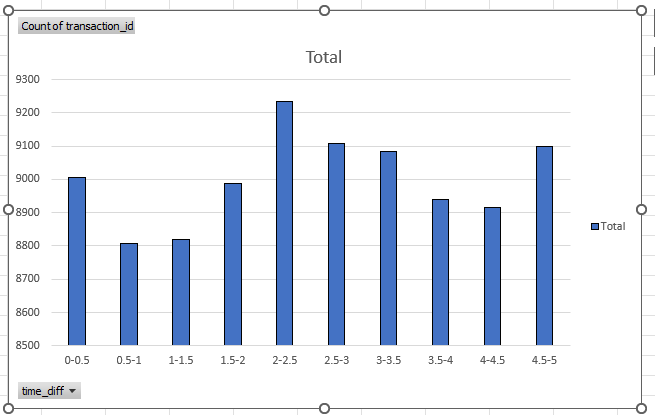 Count of transaction_id
Total
9300
9200
9100
9000
8900
8800
8700
8600
8500
0-0.5 0.5-1 1-1.5 1.5-2 2-2.5 2.5-3 3-3.5 3.5-4 4-4.5 4.5-5
Total
time_diff